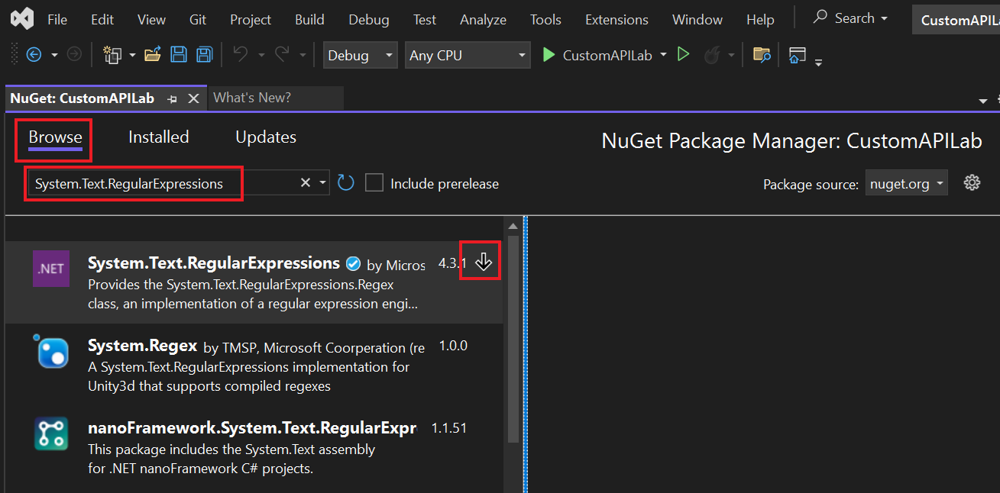 File Edit View Git Project Build Debug Test Analyze Tools Extensions Window Help Search CustomAPILa
Debug Any CPU CustomAPILab
NuGet: CustomAPILab What's New?
Browse Installed Updates
NuGet Package Manager: CustomAPILab
System.Text.RegularExpressions Include prerelease Package source: nuget.org
.NET
System.Text.RegularExpressions by Micros 4.3.1
Provides the System.Text.RegularExpressions.Regex
class, an implementation of a regular expression engi...
System.Regex by TMSP, Microsoft Coorperation (re 1.0.0
A System.Text.RegularExpressions implementation for
Unity3d that supports compiled regexes
nanoFramework.System.Text.RegularExpr 1.1.51
This package includes the System.Text assembly
for .NET nanoFramework C# projects.